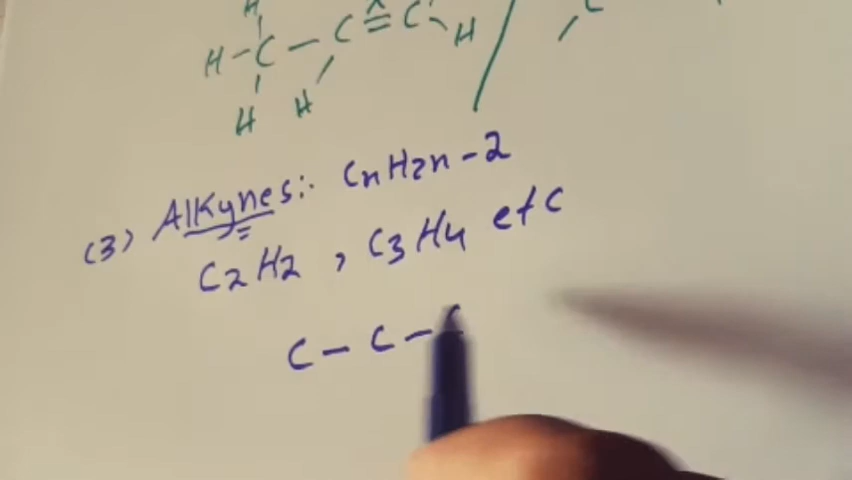 H
H - C - C = C - H
H H
(3) Alkynes:. CnH2n-2
C2H2 , C3H4 etc
C - C - C